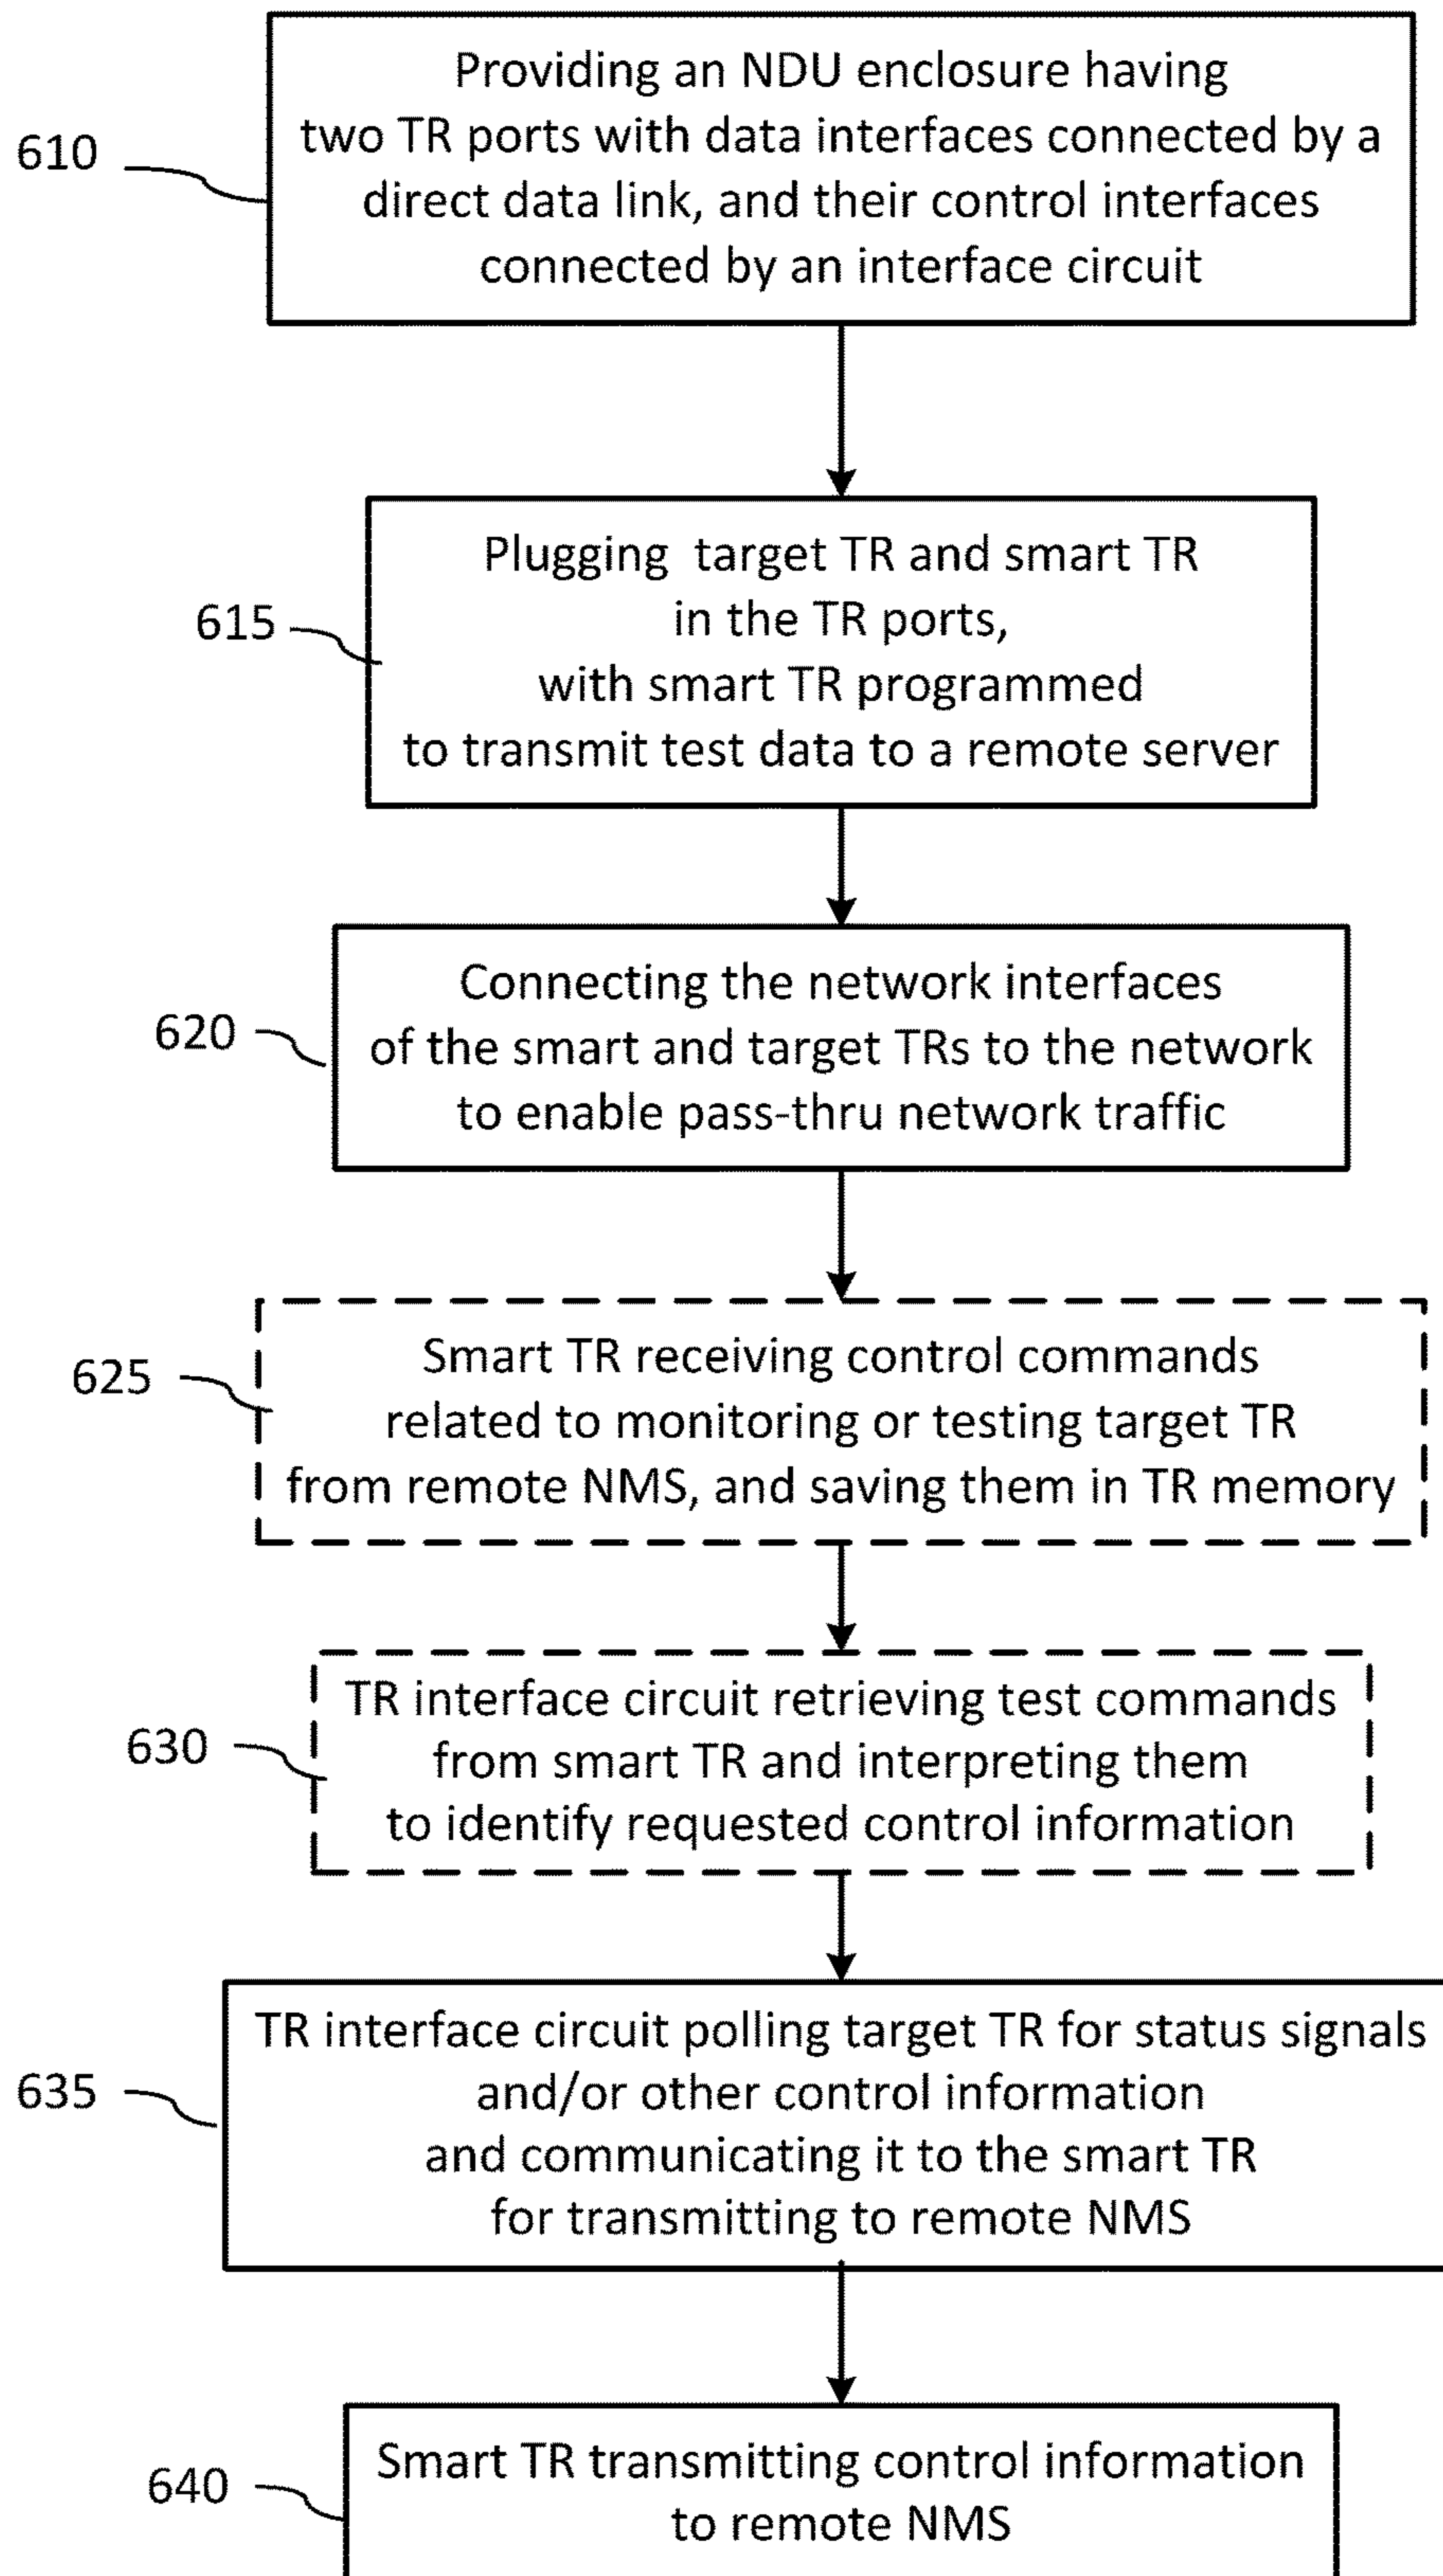 Providing an NDU enclosure having
two TR ports with data interfaces connected by a
direct data link, and their control interfaces
connected by an interface circuit
610
Plugging target TR and smart TR
in the TR ports,
with smart TR programmed
to transmit test data to a remote server
615
Connecting the network interfaces
of the smart and target TRs to the network
to enable pass-thru network traffic
620
Smart TR receiving control commands
related to monitoring or testing target TR
from remote NMS, and saving them in TR memory
625
TR interface circuit retrieving test commands
from smart TR and interpreting them
to identify requested control information
630
TR interface circuit polling target TR for status signals
and/or other control information
and communicating it to the smart TR
for transmitting to remote NMS
635
Smart TR transmitting control information
to remote NMS
640